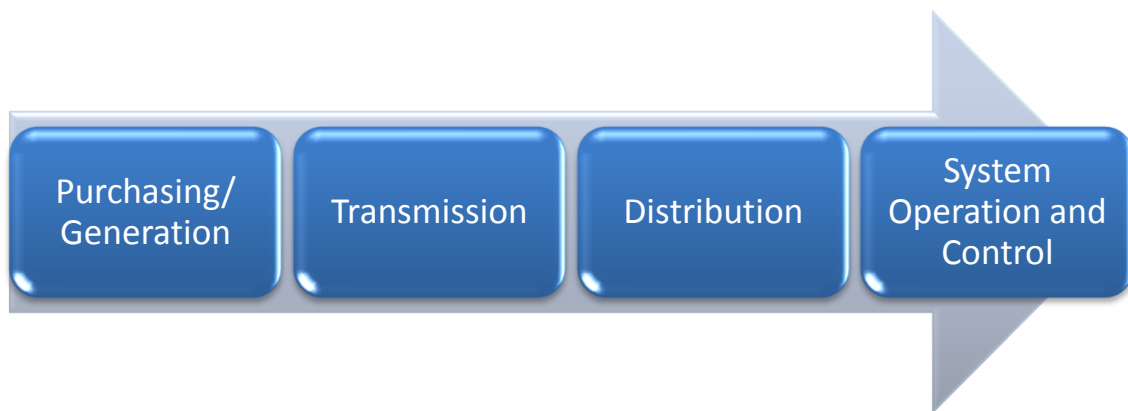 Purchasing/
Generation
Transmission
Distribution
System
Operation and
Control